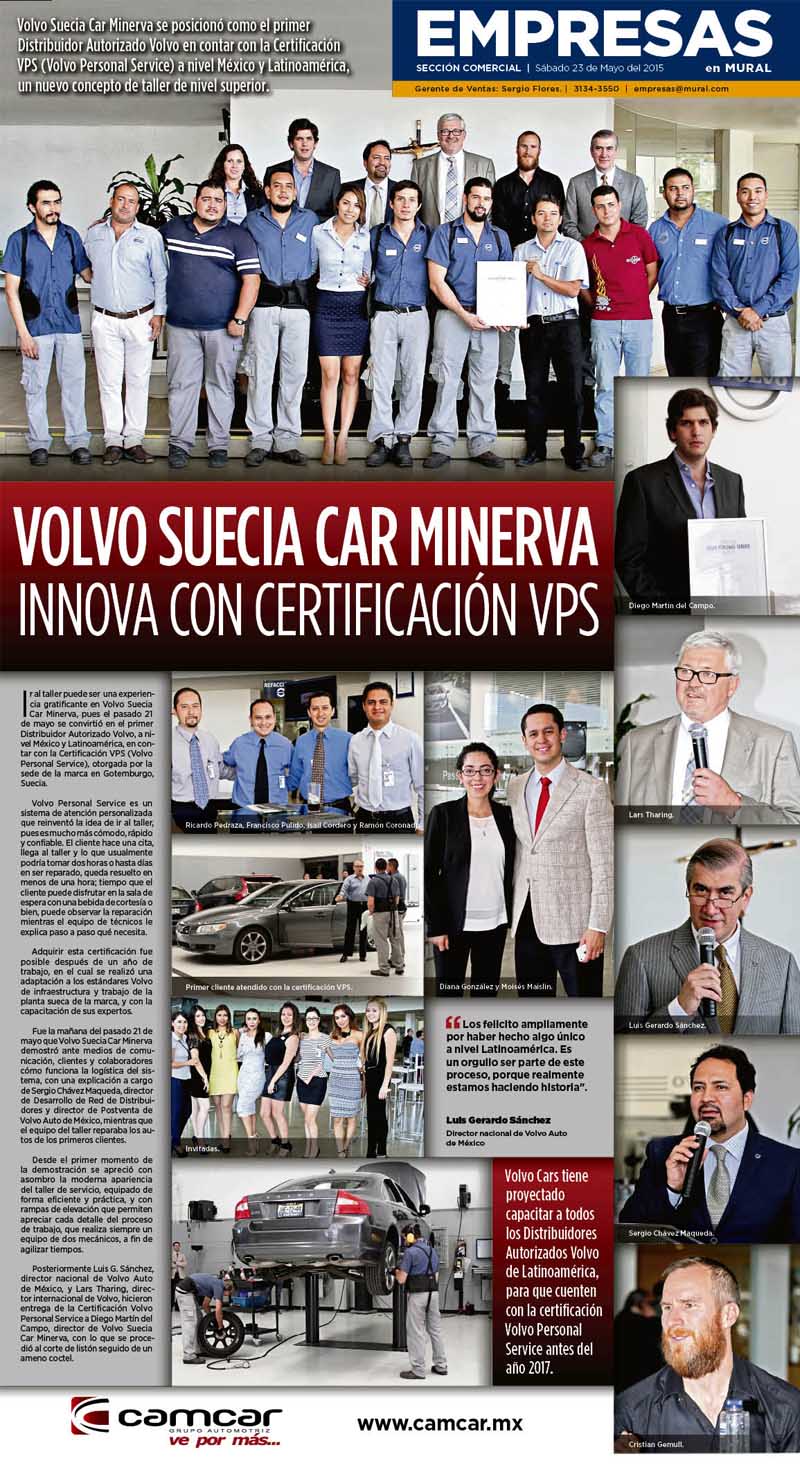 Volvo Suecia Car Minerva se posicionó como el primer
Distribuidor Autorizado Volvo en contar con la Certificación
VPS (Volvo Personal Service) a nivel México y Latinoamérica,
un nuevo concepto de taller de nivel superior.
EMPRESAS
SECCIÓN COMERCIAL | Sábado 23 de Mayo del 2015
en MURAL
Gerente de Ventas: Sergio Flores. | 3134-3550 | empresas@mural.com
VOLVO SUECIA CAR MINERVA
INNOVA CON CERTIFICACIÓN VPS
VOLVO
Diego Martín del Campo.
Ir al taller puede ser una experien-
cia gratificante en Volvo Suecia
Car Minerva, pues el pasado 21
de mayo se convirtió en el primer
Distribuidor Autorizado Volvo, a ni-
vel México y Latinoamérica, en con-
tar con la Certificación VPS (Volvo
Personal Service), otorgada por la
sede de la marca en Gotemburgo,
Suecia.
Volvo Personal Service es un
sistema de atención personalizada
que reinventó la idea de ir al taller,
pues es mucho más cómodo, rápido
y confiable. El cliente hace una cita,
llega al taller y lo que usualmente
podría tomar dos horas o hasta días
en ser reparado, queda resuelto en
menos de una hora; tiempo que el
cliente puede disfrutar en la sala de
espera con una bebida de cortesía o
bien, puede observar la reparación
mientras el equipo de técnicos le
explica paso a paso qué necesita.
Adquirir esta certificación fue
posible después de un año de
trabajo, en el cual se realizó una
adaptación a los estándares Volvo
de infraestructura y trabajo de la
planta sueca de la marca, y con la
capacitación de sus expertos.
Fue la mañana del pasado 21 de
mayo que Volvo Suecia Car Minerva
demostró ante medios de comu-
nicación, clientes y colaboradores
cómo funciona la logística del sis-
tema, con una explicación a cargo
de Sergio Chávez Maqueda, director
de Desarrollo de Red de Distribui-
dores y director de Postventa de
Volvo Auto de México, mientras que
el equipo del taller reparaba los au-
tos de los primeros clientes.
Desde el primer momento de
la demostración se apreció con
asombro la moderna apariencia
del taller de servicio, equipado de
forma eficiente y práctica, y con
rampas de elevación que permiten
apreciar cada detalle del proceso
de trabajo, que realiza siempre un
equipo de dos mecánicos, a fin de
agilizar tiempos.
Posteriormente Luis G. Sánchez,
director nacional de Volvo Auto
de México, y Lars Tharing, direc-
tor internacional de Volvo, hicieron
entrega de la Certificación Volvo
Personal Service a Diego Martín del
Campo, director de Volvo Suecia
Car Minerva, con lo que se proce-
dió al corte de listón seguido de un
ameno coctel.
REFACCI
Ricardo Pedraza, Francisco Pulido, Isaíl Cordero y Ramón Coronado.
Primer cliente atendido con la certificación VPS.
Invitadas.
Diana González y Moisés Maislin.
“Los felicito ampliamente
por haber hecho algo único
a nivel Latinoamérica. Es
un orgullo ser parte de este
proceso, porque realmente
estamos haciendo historia".
Luis Gerardo Sánchez
Director nacional de Volvo Auto
de México
Volvo Cars tiene
proyectado
capacitar a todos
los Distribuidores
Autorizados Volvo
de Latinoamérica,
para que cuenten
con la certificación
Volvo Personal
Service antes del
año 2017.
Lars Tharing.
Luis Gerardo Sánchez.
Sergio Chávez Maqueda.
Cristian Gemull.
camcar
GRUPO AUTOMOTRIZ
ve por más...
www.camcar.mx